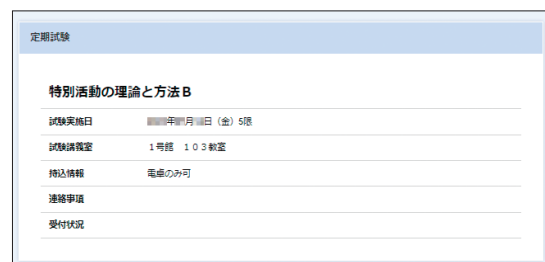 定期試験
特別活動の理論と方法B
試験実施日 年 月 日（金）5限
試験講義室 1号館 103教室
持込情報 電卓のみ可
連絡事項
受付状況